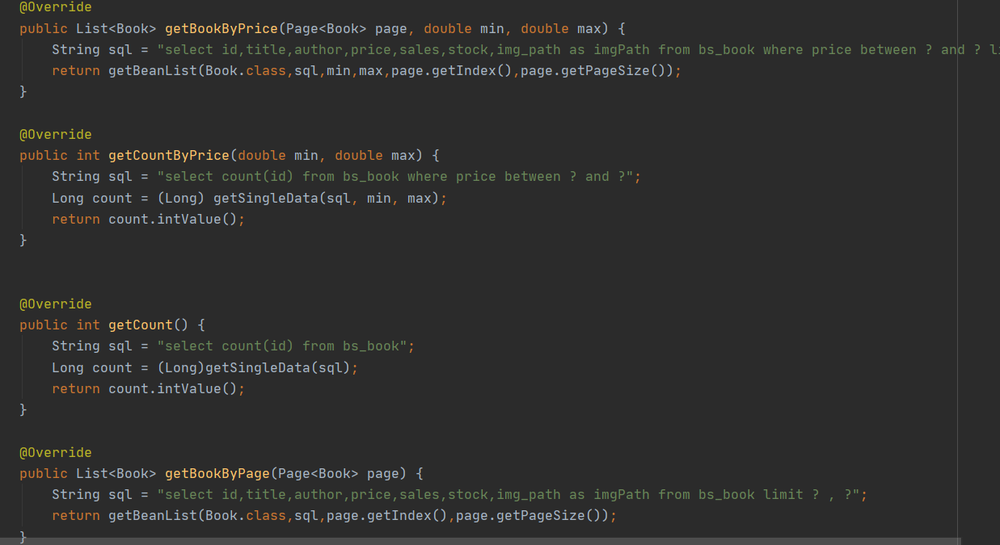 @Override
public List<Book> getBookByPrice(Page<Book> page, double min, double max) {
    String sql = "select id,title,author,price,sales,stock,img_path as imgPath from bs_book where price between ? and ? li
    return getBeanList(Book.class,sql,min,max,page.getIndex(),page.getPageSize());
}
@Override
public int getCountByPrice(double min, double max) {
    String sql = "select count(id) from bs_book where price between ? and ?";
    Long count = (Long) getSingleData(sql, min, max);
    return count.intValue();
}
@Override
public int getCount() {
    String sql = "select count(id) from bs_book";
    Long count = (Long)getSingleData(sql);
    return count.intValue();
}
@Override
public List<Book> getBookByPage(Page<Book> page) {
    String sql = "select id,title,author,price,sales,stock,img_path as imgPath from bs_book limit ? , ?";
    return getBeanList(Book.class,sql,page.getIndex(),page.getPageSize());
}